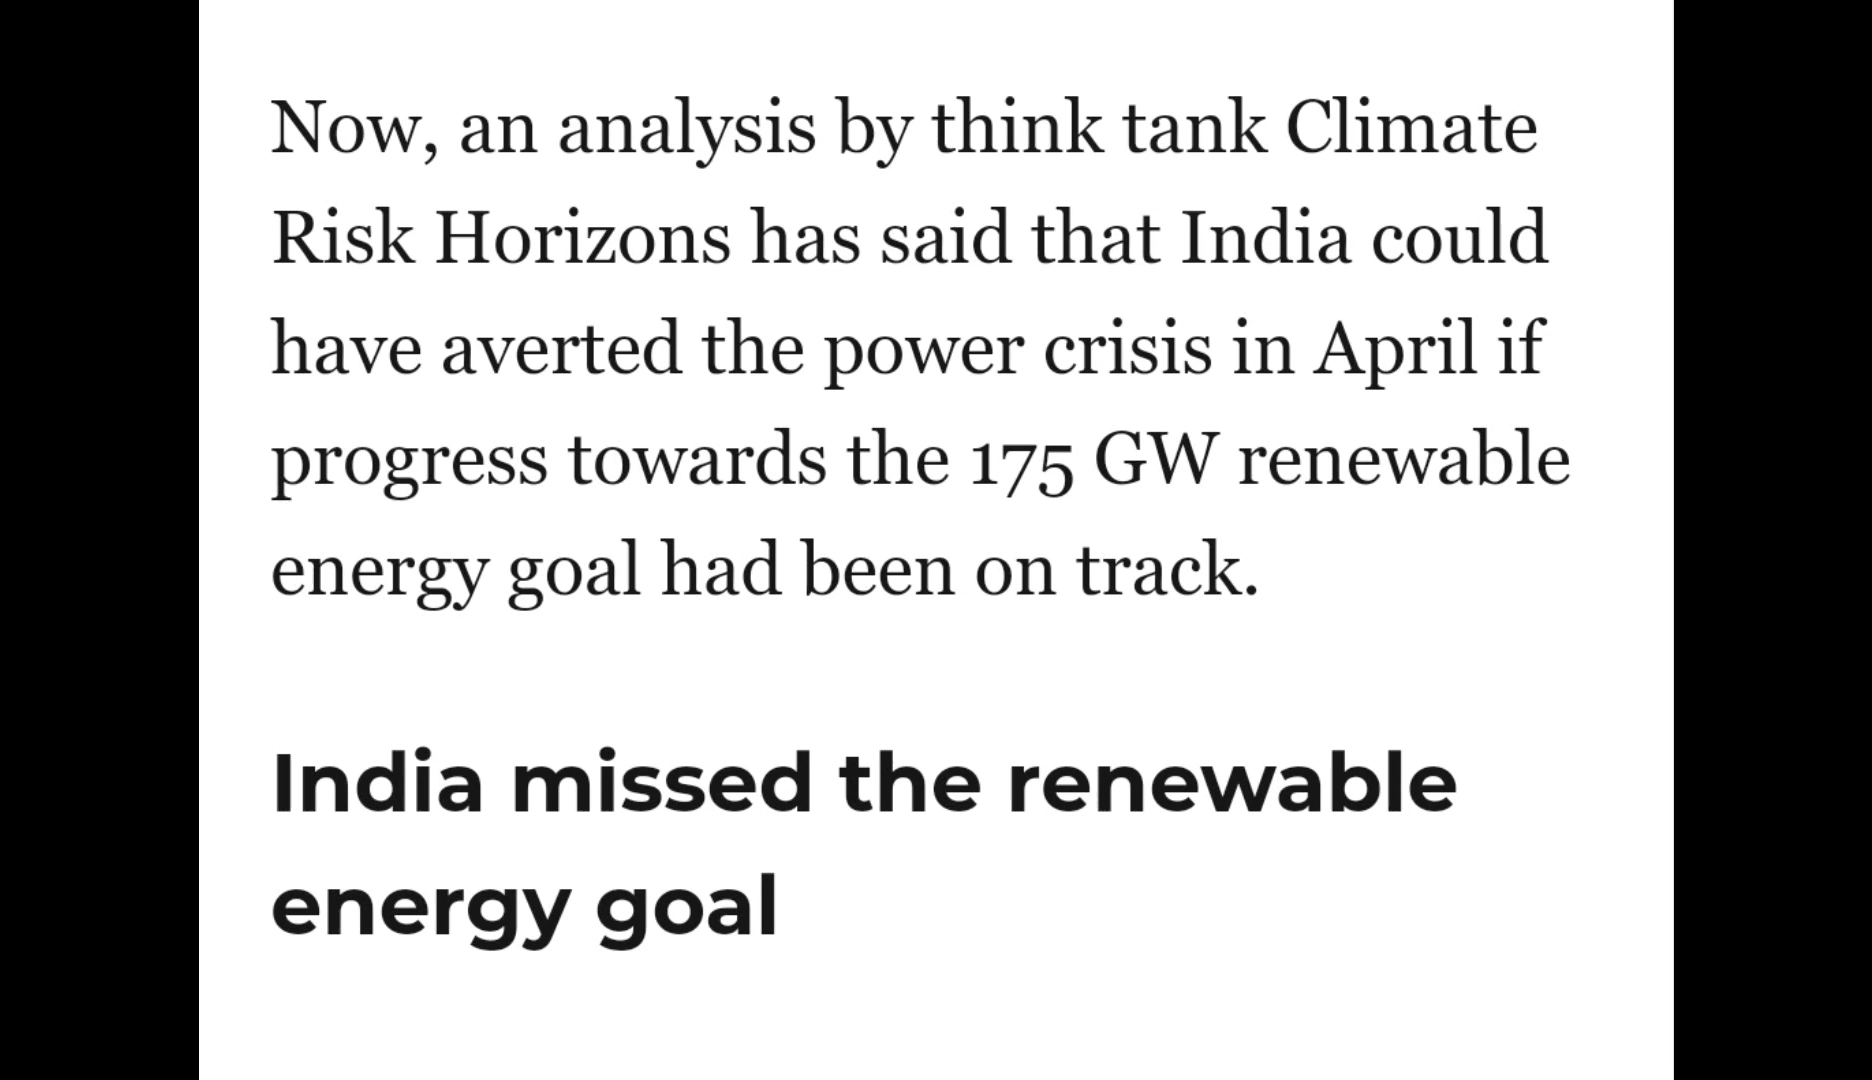 Now, an analysis by think tank Climate
Risk Horizons has said that India could
have averted the power crisis in April if
progress towards the 175 GW renewable
energy goal had been on track.
India missed the renewable
energy goal